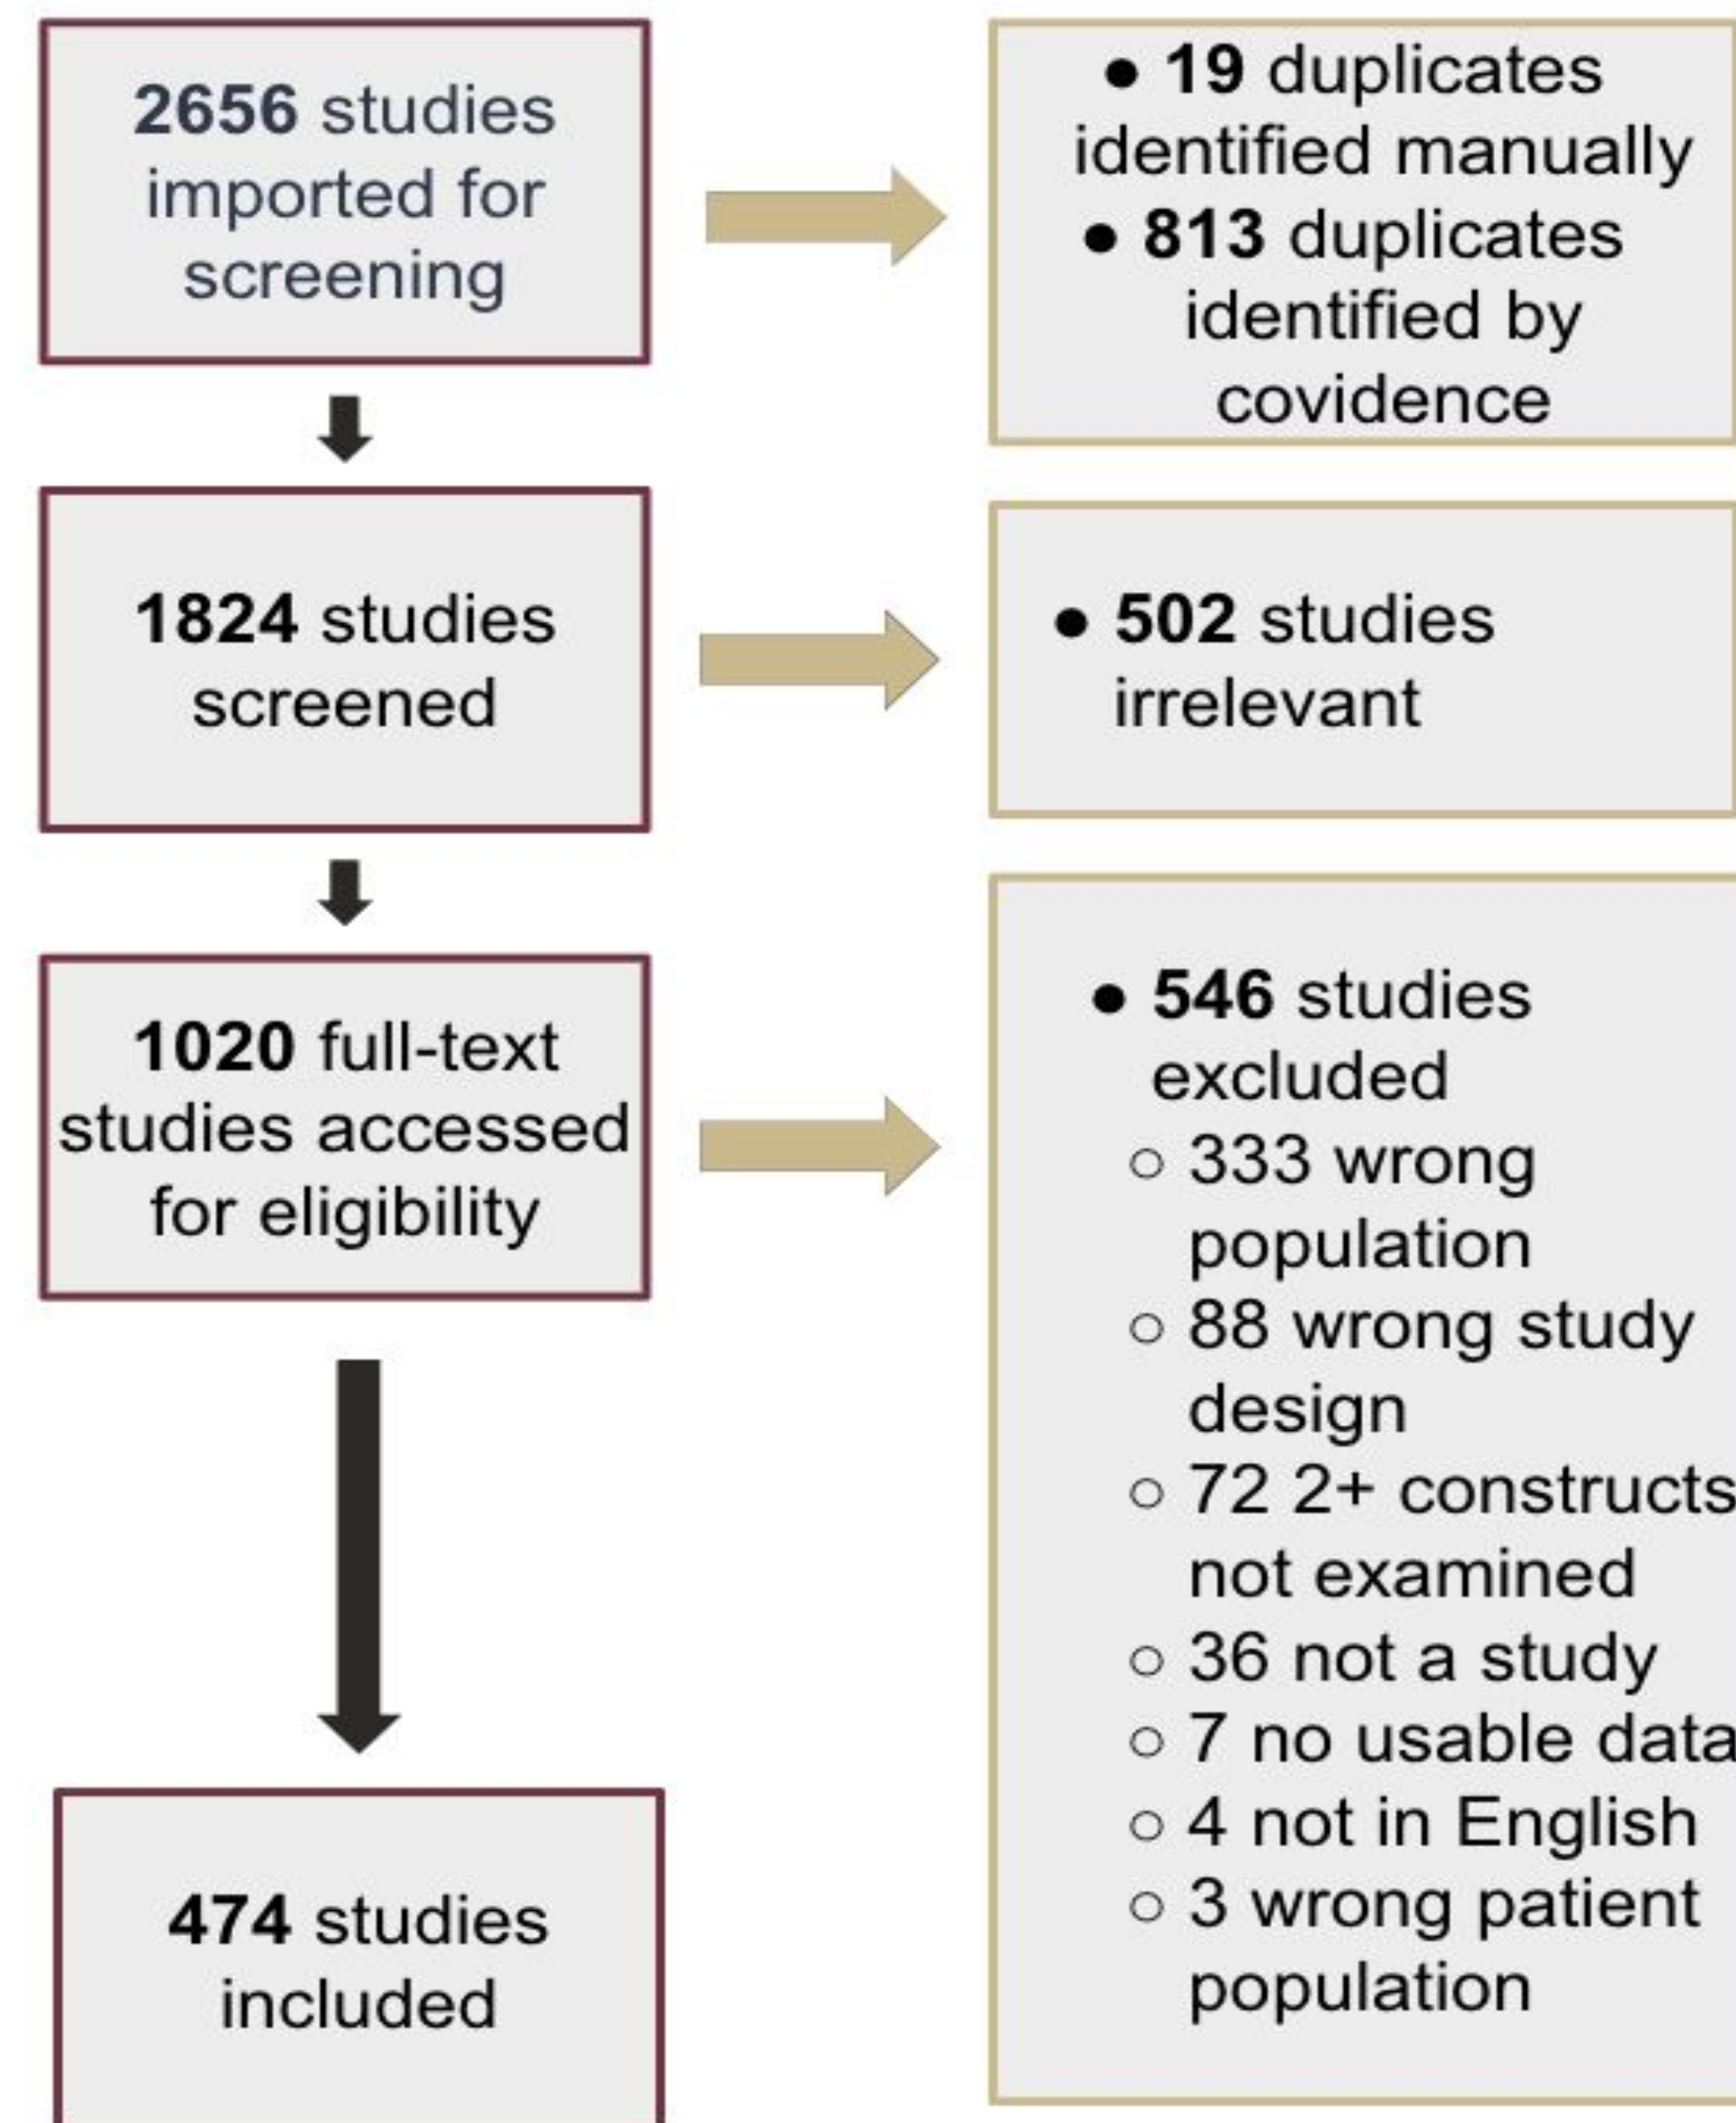 2656 studies
imported for
screening
● 19 duplicates
identified manually
● 813 duplicates
identified by
covidence
1824 studies
screened
● 502 studies
irrelevant
1020 full-text
studies accessed
for eligibility
● 546 studies
excluded
○ 333 wrong
population
○ 88 wrong study
design
○ 72 2+ constructs
not examined
○ 36 not a study
○ 7 no usable data
○ 4 not in English
○ 3 wrong patient
population
474 studies
included